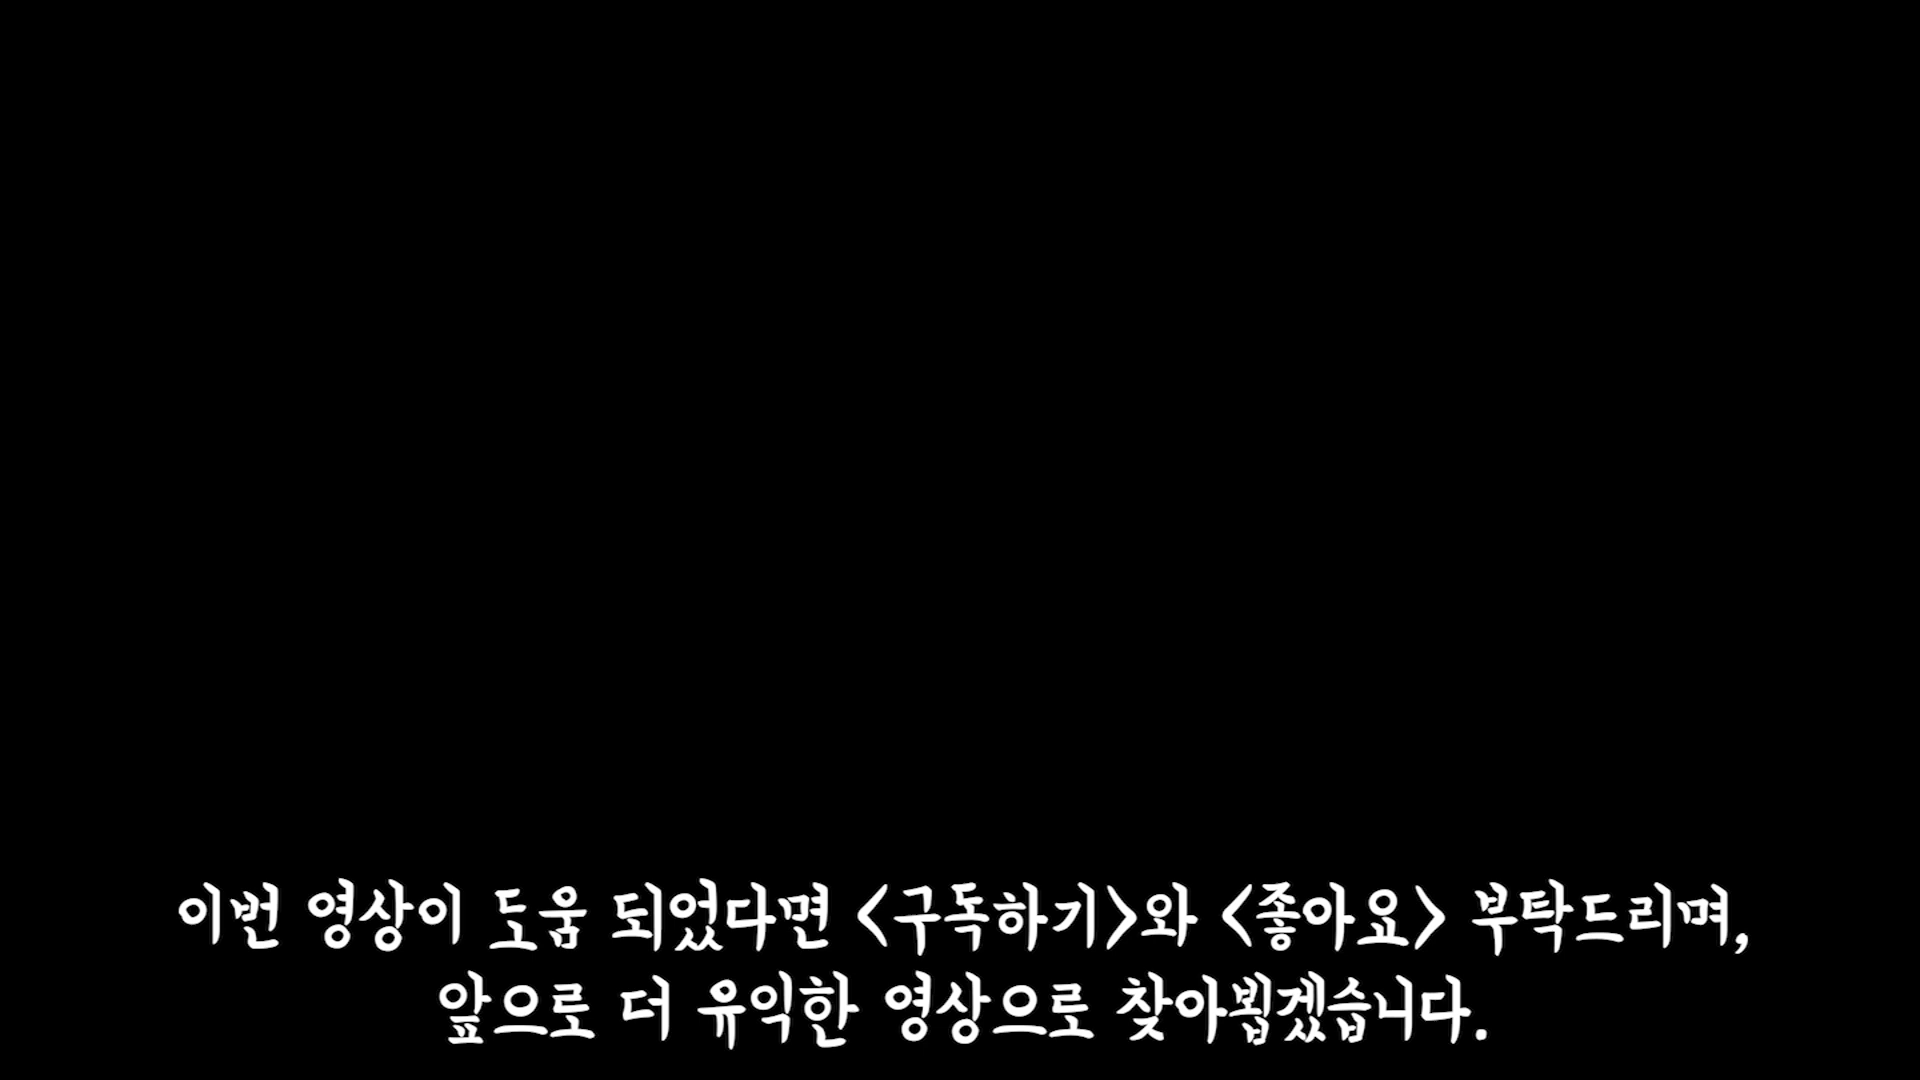 이번 영상이 도움 되었다면 <구독하기>와 <좋아요> 부탁드리며,
앞으로 더 유익한 영상으로 찾아뵙겠습니다.